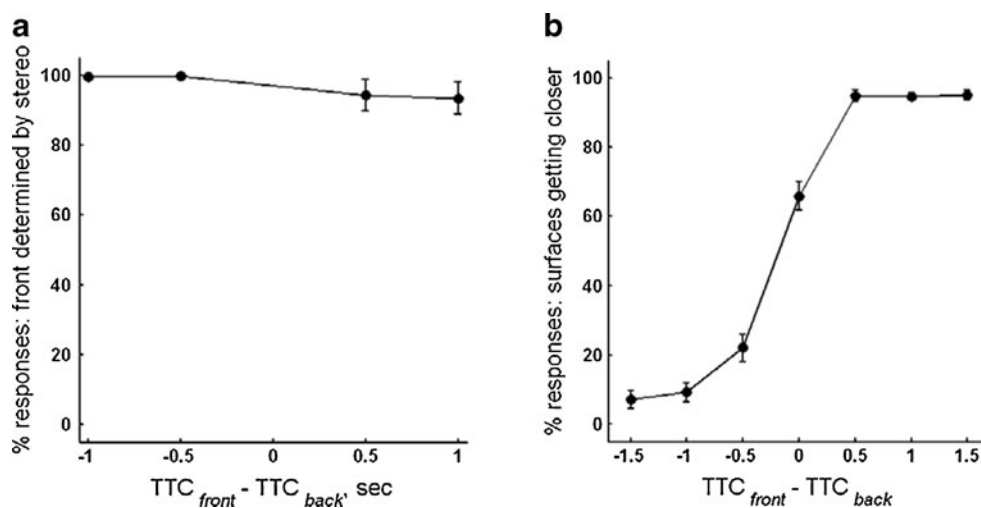 a
% responses: front determined by stereo
100
80
60
40
20
0
-1 -0.5 0 0.5 1
TTC front - TTC back, sec
b
% responses: surfaces getting closer
100
80
60
40
20
0
-1.5 -1 -0.5 0 0.5 1 1.5
TTC front - TTC back